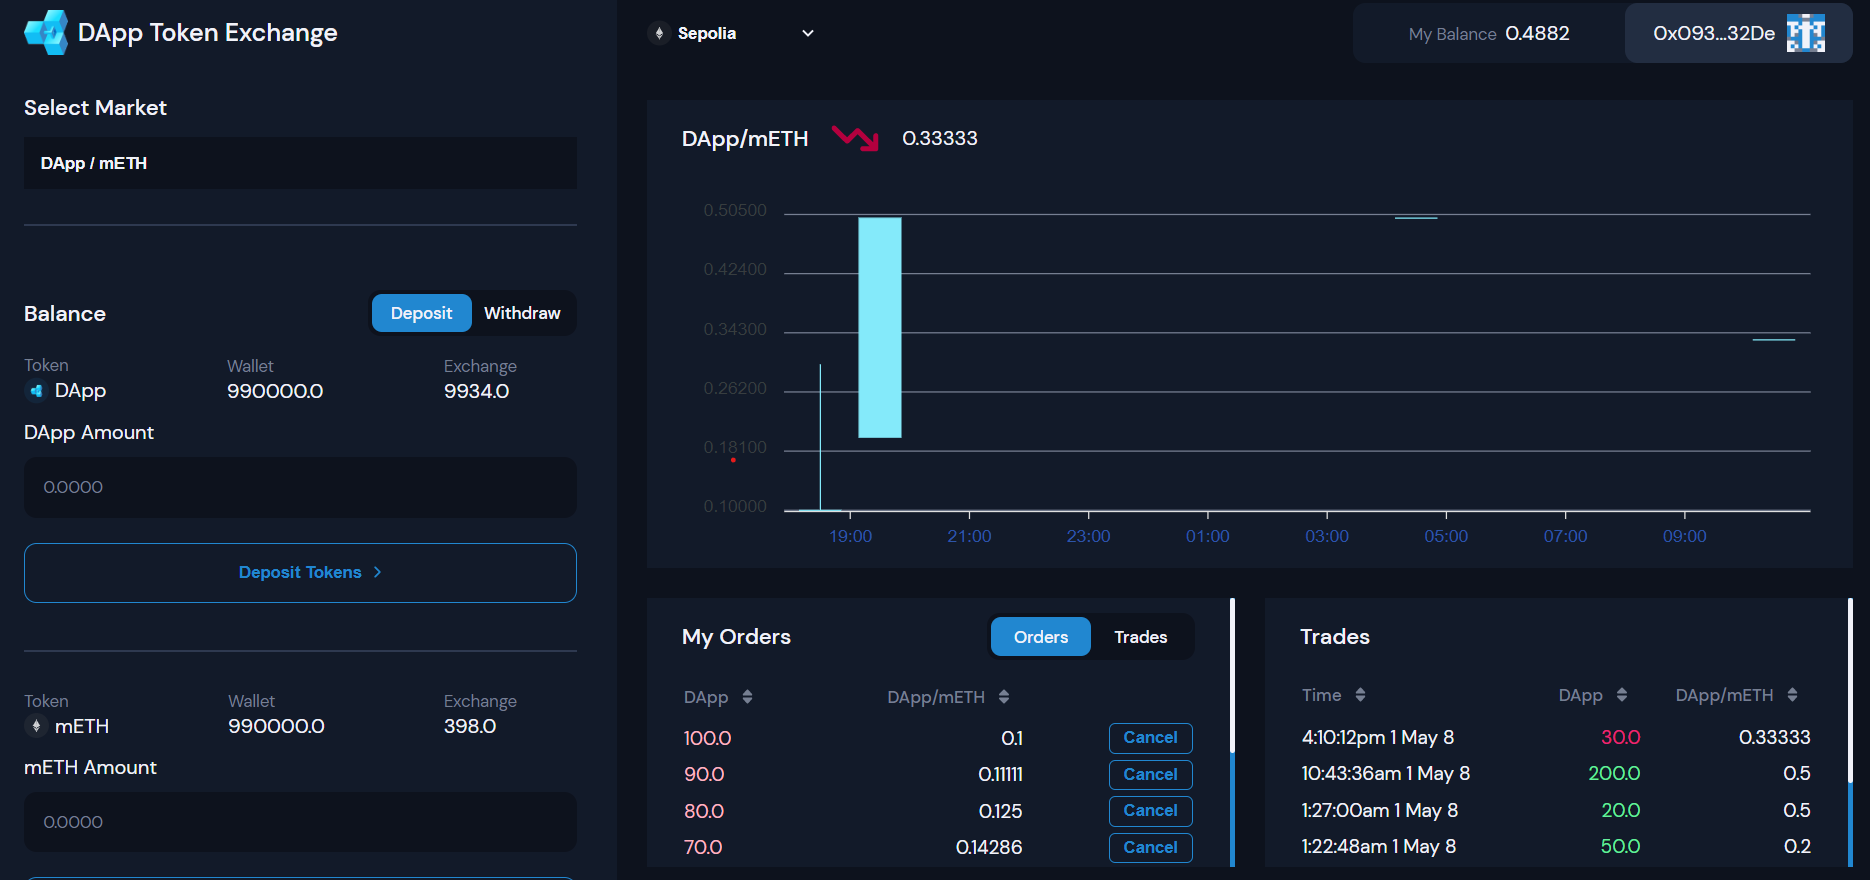 DApp Token Exchange
Select Market
DApp / mETH
Balance
Deposit Withdraw
Token Wallet Exchange
DApp 990000.0 9934.0
DApp Amount
0.0000
Deposit Tokens
Token Wallet Exchange
mETH 990000.0 398.0
mETH Amount
0.0000
Sepolia
My Balance 0.4882
0x093...32De
DApp/mETH 0.33333
0.50500
0.42400
0.34300
0.26200
0.18100
0.10000
19:00 21:00 23:00 01:00 03:00 05:00 07:00 09:00
My Orders
Orders Trades
DApp DApp/mETH
100.0 0.1 Cancel
90.0 0.11111 Cancel
80.0 0.125 Cancel
70.0 0.14286 Cancel
Trades
Time DApp DApp/mETH
4:10:12pm 1 May 8 30.0 0.33333
10:43:36am 1 May 8 200.0 0.5
1:27:00am 1 May 8 20.0 0.5
1:22:48am 1 May 8 50.0 0.2